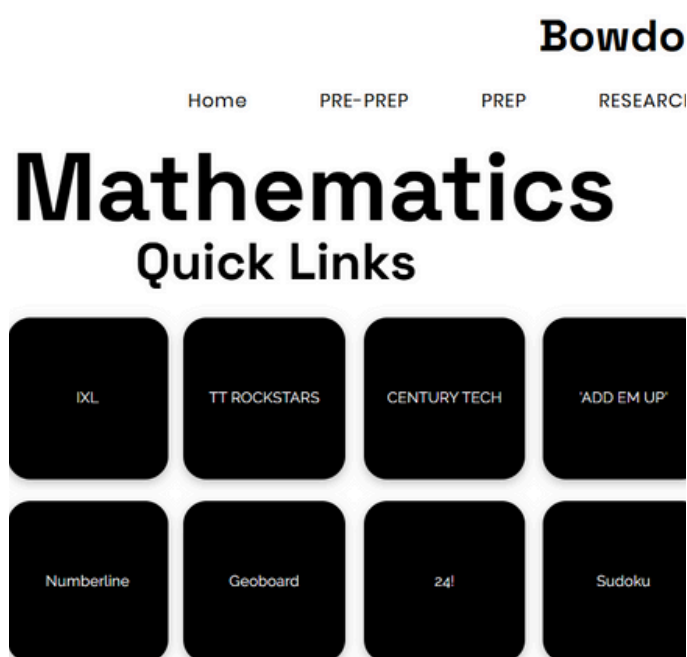 Bowdo
Home PRE-PREP PREP RESEARCH
Mathematics
Quick Links
IXL TT ROCKSTARS CENTURY TECH 'ADD EM UP'
Numberline Geoboard 24! Sudoku